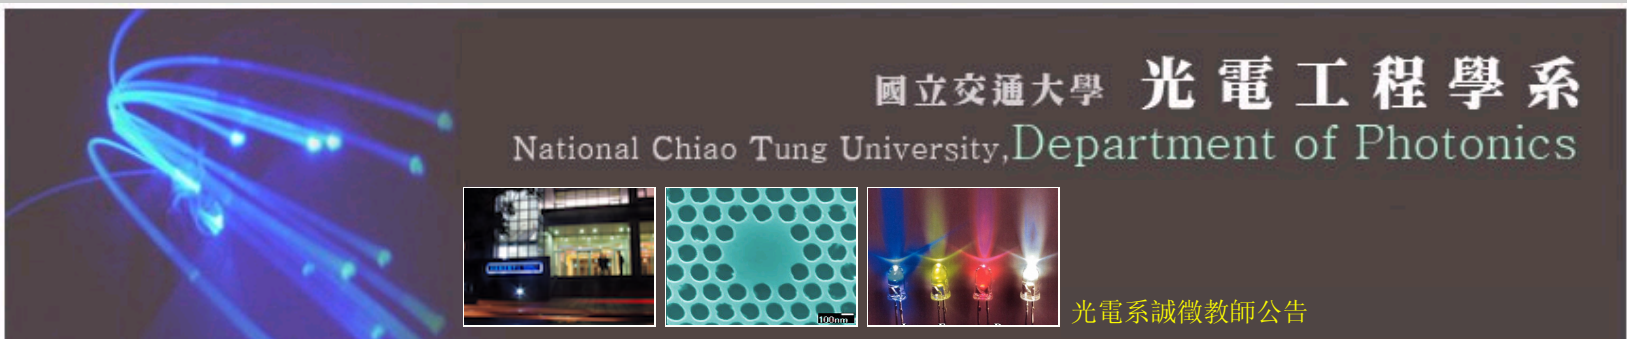 國立交通大學 光電工程學系
National Chiao Tung University,Department of Photonics
100nm
光電系誠徵教師公告